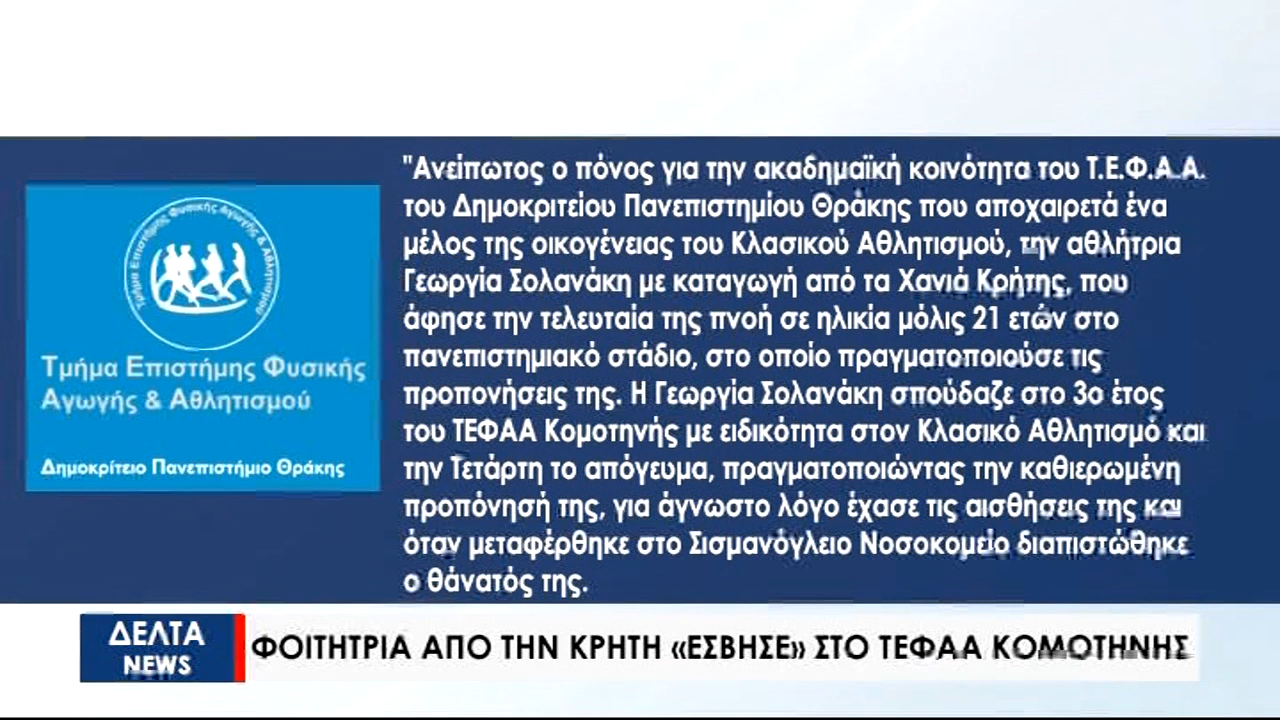 Τμήμα Επιστήμης Φυσικής Αγωγής & Αθλητισμού
Τμήμα Επιστήμης Φυσικής
Αγωγής & Αθλητισμού
Δημοκρίτειο Πανεπιστήμιο Θράκης
"Ανείπωτος ο πόνος για την ακαδημαϊκή κοινότητα του Τ.Ε.Φ.Α.Α.
του Δημοκριτείου Πανεπιστημίου Θράκης που αποχαιρετά ένα
μέλος της οικογένειας του Κλασικού Αθλητισμού, την αθλήτρια
Γεωργία Σολανάκη με καταγωγή από τα Χανιά Κρήτης, που
άφησε την τελευταία της πνοή σε ηλικία μόλις 21 ετών στο
πανεπιστημιακό στάδιο, στο οποίο πραγματοποιούσε τις
προπονήσεις της. Η Γεωργία Σολανάκη σπούδαζε στο 3ο έτος
του ΤΕΦΑΑ Κομοτηνής με ειδικότητα στον Κλασικό Αθλητισμό και
την Τετάρτη το απόγευμα, πραγματοποιώντας την καθιερωμένη
προπόνησή της, για άγνωστο λόγο έχασε τις αισθήσεις της και
όταν μεταφέρθηκε στο Σισμανόγλειο Νοσοκομείο διαπιστώθηκε
ο θάνατός της.
ΔΕΛΤΑ
NEWS
ΦΟΙΤΗΤΡΙΑ ΑΠΟ ΤΗΝ ΚΡΗΤΗ «ΕΣΒΗΣΕ» ΣΤΟ ΤΕΦΑΑ ΚΟΜΟΤΗΝΗΣ